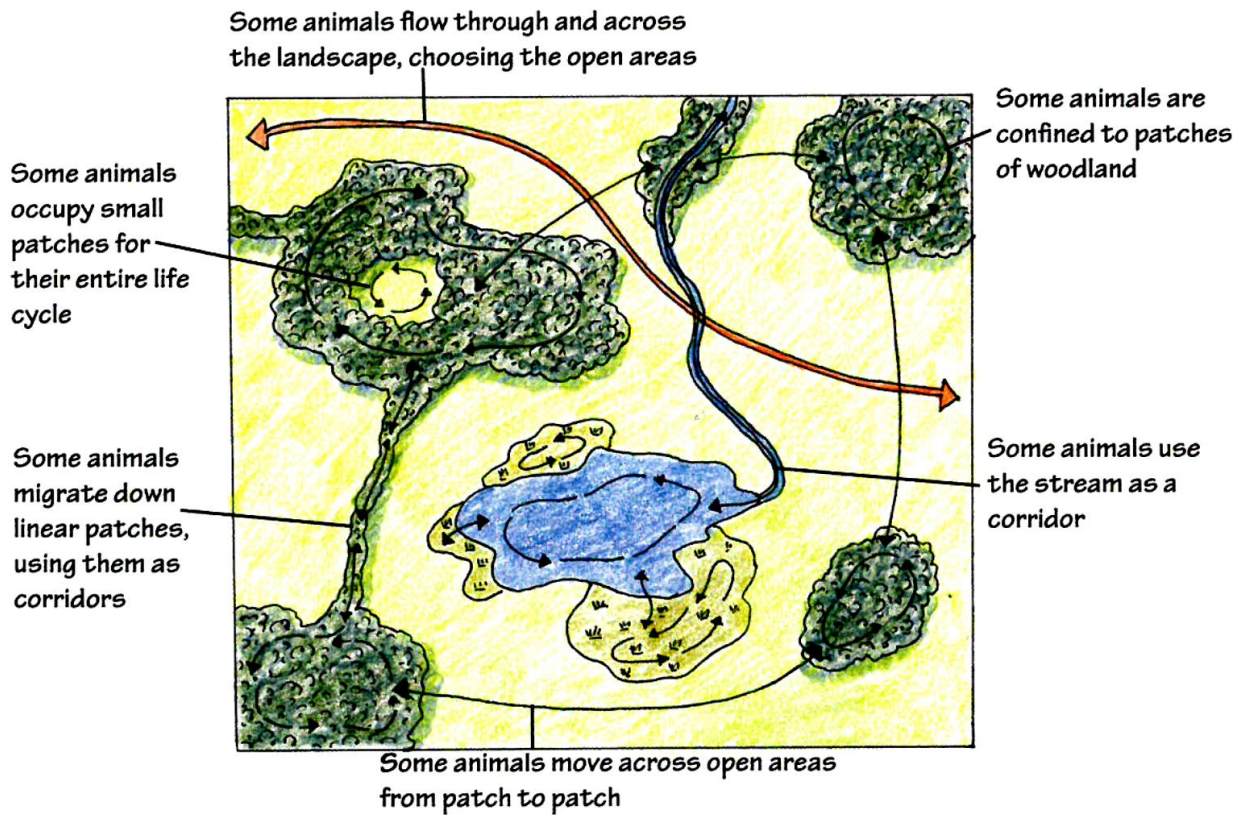 Some animals flow through and across
the landscape, choosing the open areas
Some animals are
confined to patches
of woodland
Some animals
occupy small
patches for
their entire life
cycle
Some animals
migrate down
linear patches,
using them as
corridors
Some animals use
the stream as a
corridor
Some animals move across open areas
from patch to patch